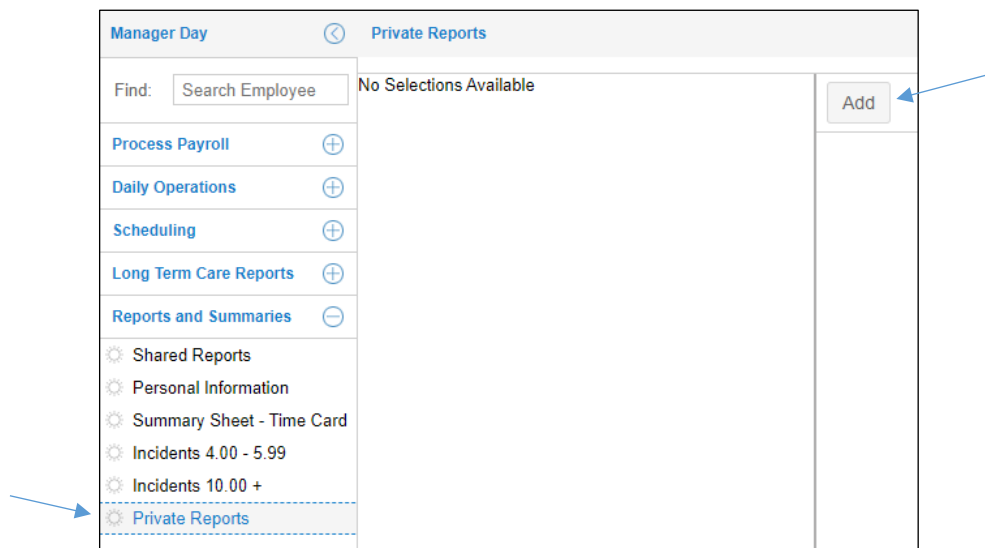 Manager Day
Private Reports
Find: Search Employee
No Selections Available
Add
Process Payroll
Daily Operations
Scheduling
Long Term Care Reports
Reports and Summaries
Shared Reports
Personal Information
Summary Sheet - Time Card
Incidents 4.00 - 5.99
Incidents 10.00 +
Private Reports